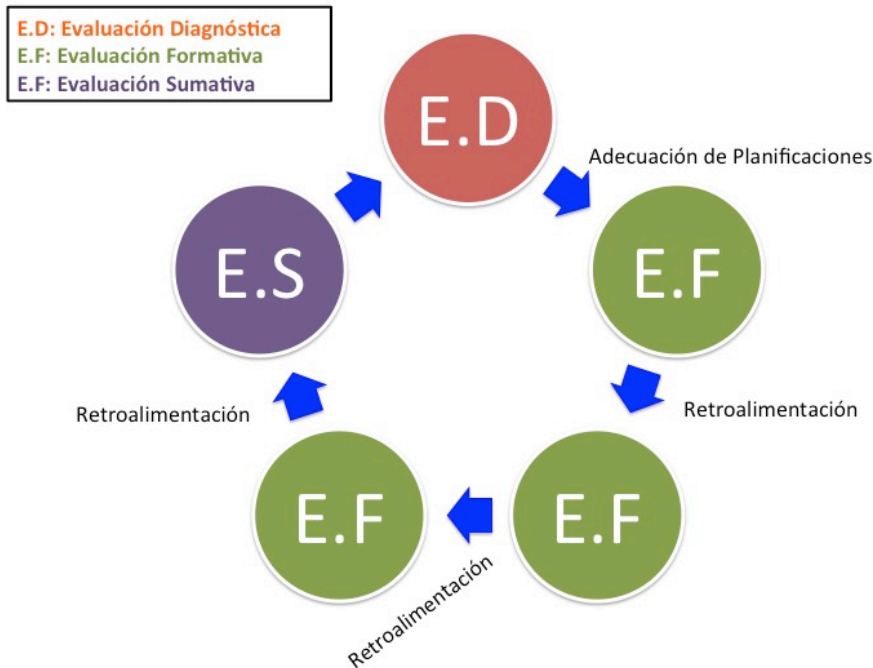 E.D: Evaluación Diagnóstica
E.F: Evaluación Formativa
E.F: Evaluación Sumativa
E.D
Adecuación de Planificaciones
E.F
Retroalimentación
E.F
Retroalimentación
E.F
Retroalimentación
E.S